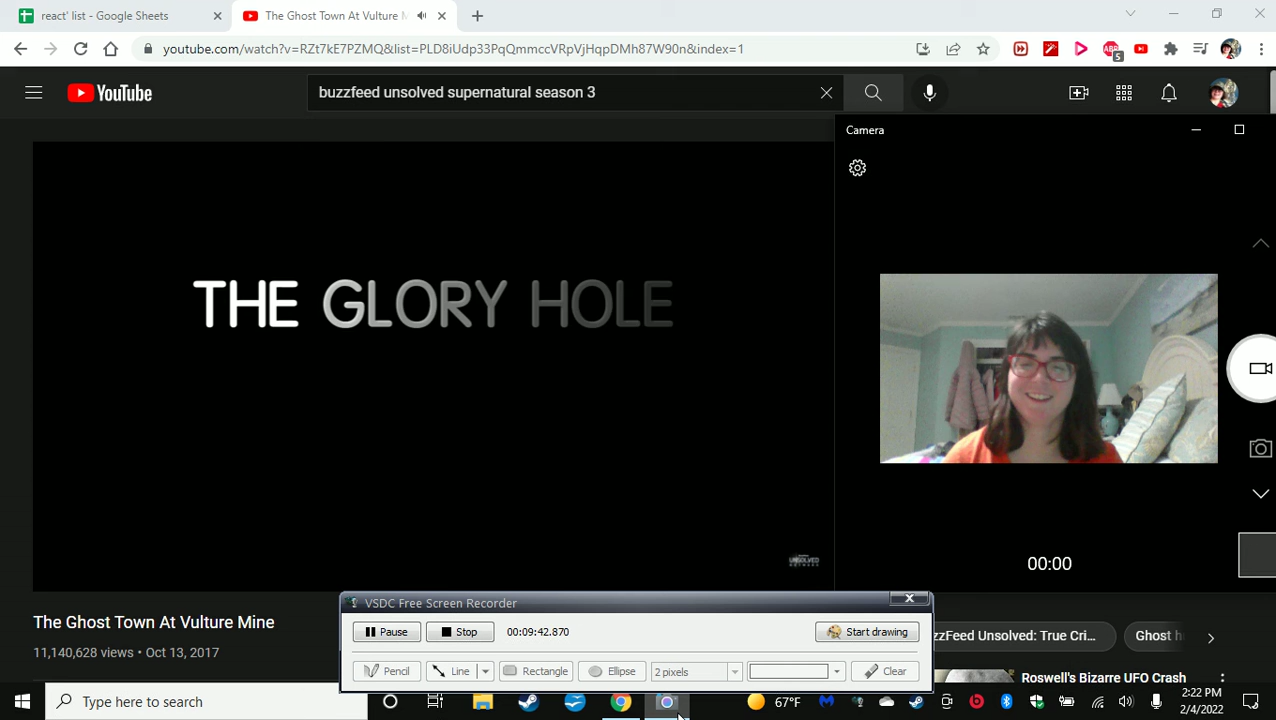 react' list - Google Sheets
The Ghost Town At Vulture M
youtube.com/watch?v=RZt7kE7PZMQ&list=PLD8iUdp33PqQmmccVRpVjHqpDMh87W90n&index=1
ABP
5
YouTube
buzzfeed unsolved supernatural season 3
Camera
THE GLORY HOLE
UNSOLVED
NETWORK
00:00
VSDC Free Screen Recorder
Pause
Stop
00:09:42.870
Start drawing
Pencil
Line
Rectangle
Ellipse
2 pixels
Clear
The Ghost Town At Vulture Mine
11,140,628 views • Oct 13, 2017
zzFeed Unsolved: True Cri...
Ghost h
Roswell's Bizarre UFO Crash
Type here to search
67°F
2:22 PM
2/4/2022